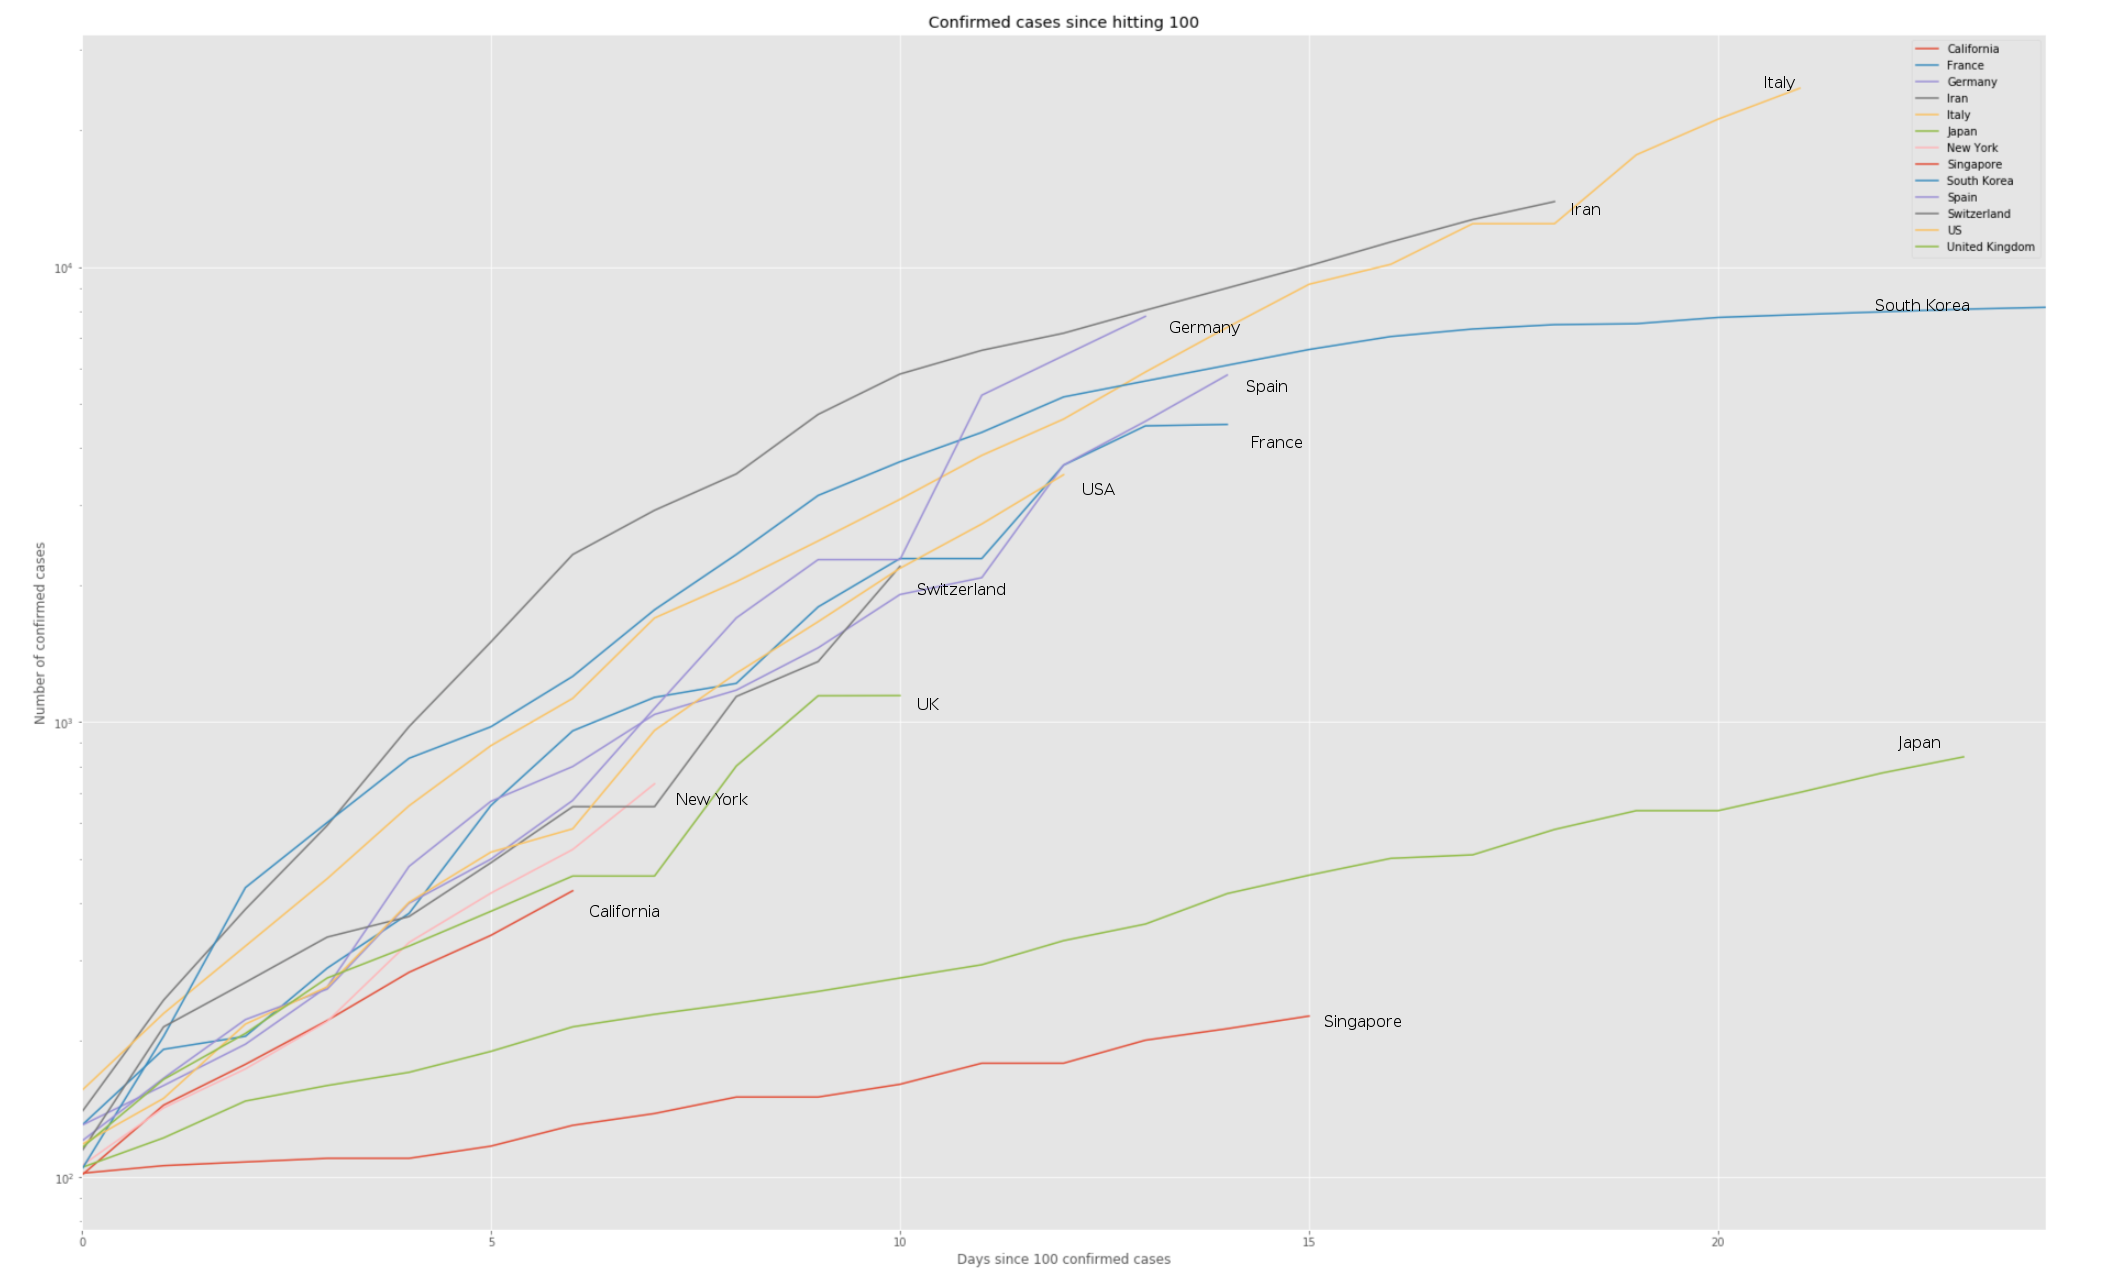 Confirmed cases since hitting 100
California
France
Germany
Iran
Italy
Japan
New York
Singapore
South Korea
Spain
Switzerland
US
United Kingdom
Italy
Iran
South Korea
Germany
Spain
France
USA
Switzerland
UK
Japan
New York
California
Singapore
Number of confirmed cases
10⁴
10³
10²
0 5 10 15 20
Days since 100 confirmed cases